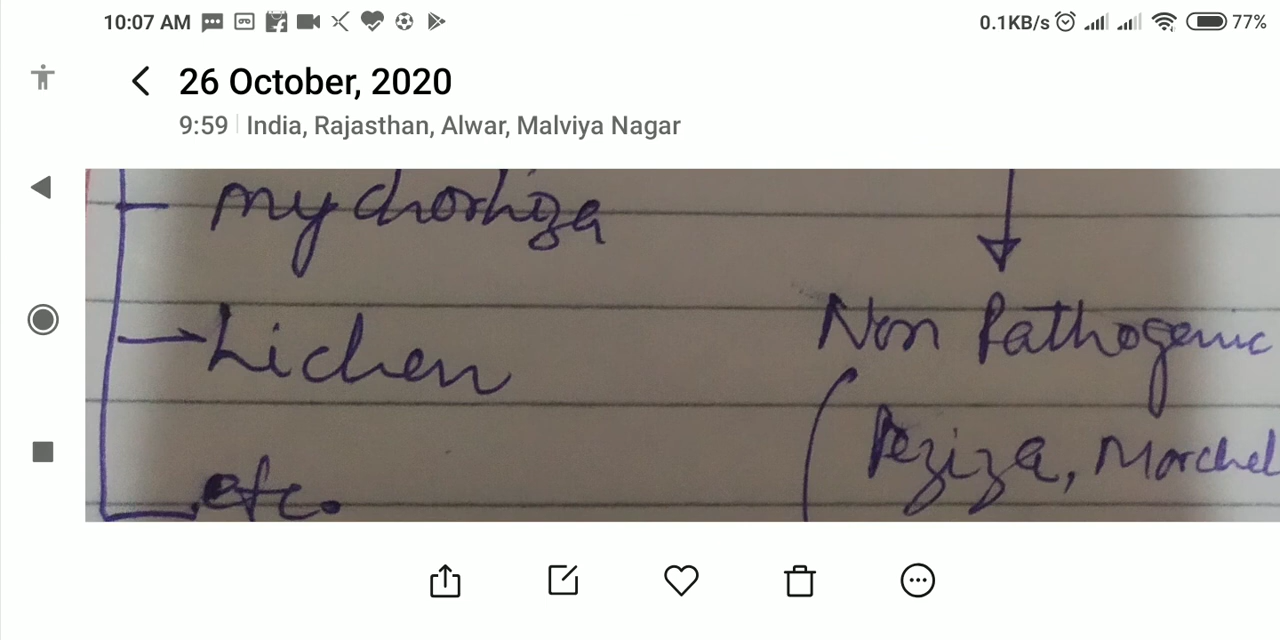 10:07 AM 0.1KB/s 77%
26 October, 2020
9:59 India, Rajasthan, Alwar, Malviya Nagar
Mychorhiza
Lichen
Non Pathogenic
Peziza, Morchel
etc.